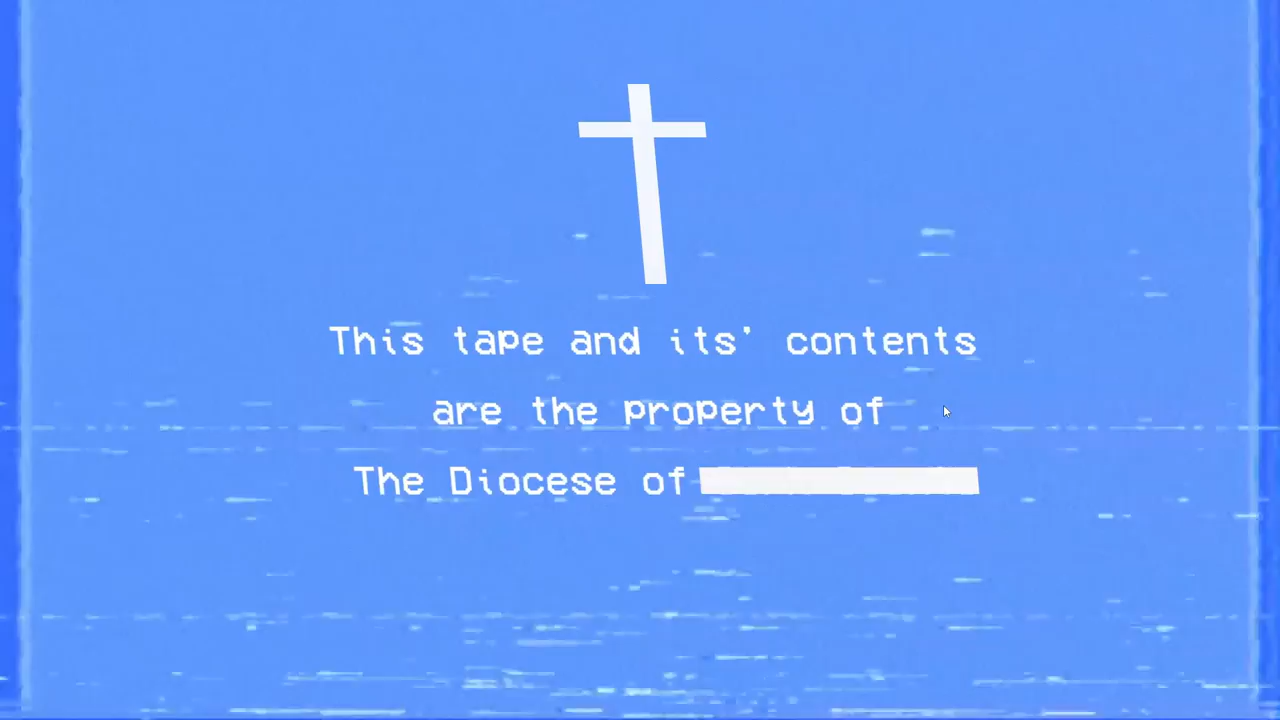 This tape and its' contents
are the property of
The Diocese of